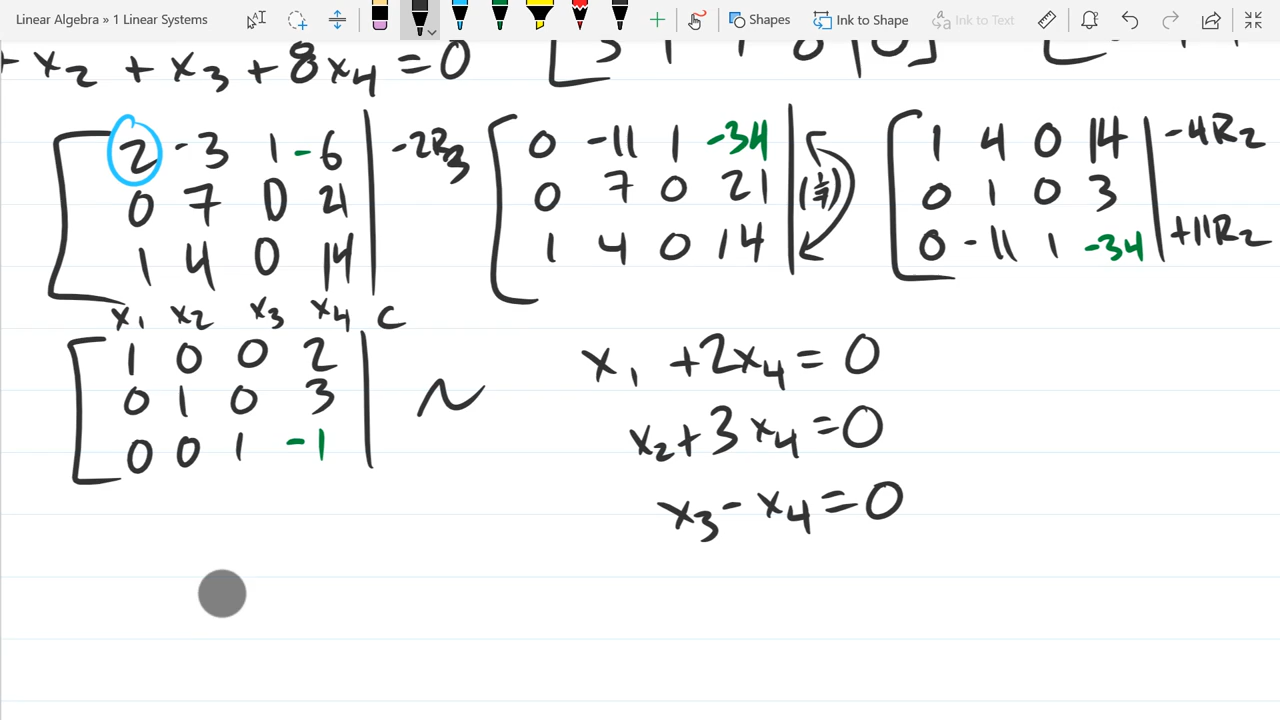 Linear Algebra » 1 Linear Systems
Shapes
Ink to Shape
Ink to Text
+ x2 + x3 + 8x4 = 0
2 -3 1 -6 -2R3
0 7 0 21
1 4 0 14
0 -11 1 -34
0 7 0 21 (1/7)
1 4 0 14
1 4 0 14 -4R2
0 1 0 3
0 -11 1 -34 +11R2
x1 x2 x3 x4 C
1 0 0 2
0 1 0 3 ~
0 0 1 -1
x1 + 2x4 = 0
x2 + 3x4 = 0
x3 - x4 = 0